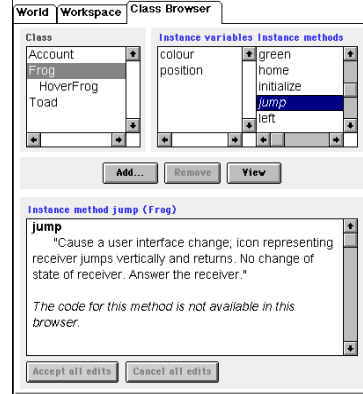 World Workspace Class Browser
Class
Account
Frog
HoverFrog
Toad
Instance variables
colour
position
Instance methods
green
home
initialize
jump
left
Add... Remove View
Instance method jump (Frog)
jump
"Cause a user interface change; icon representing
receiver jumps vertically and returns. No change of
state of receiver. Answer the receiver."
The code for this method is not available in this
browser.
Accept all edits Cancel all edits